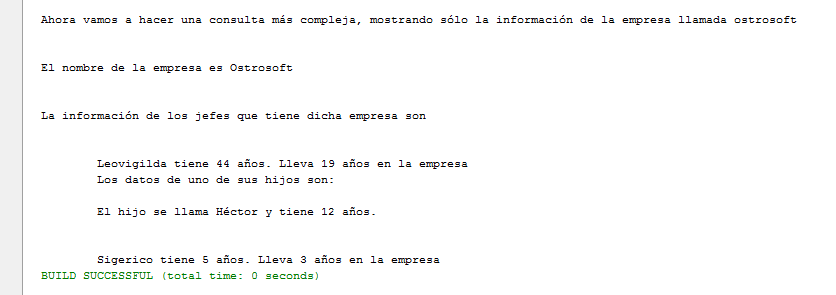 Ahora vamos a hacer una consulta más compleja, mostrando sólo la información de la empresa llamada ostrosoft
El nombre de la empresa es Ostrosoft
La información de los jefes que tiene dicha empresa son
Leovigilda tiene 44 años. Lleva 19 años en la empresa
Los datos de uno de sus hijos son:
El hijo se llama Héctor y tiene 12 años.
Sigerico tiene 5 años. Lleva 3 años en la empresa
BUILD SUCCESSFUL (total time: 0 seconds)